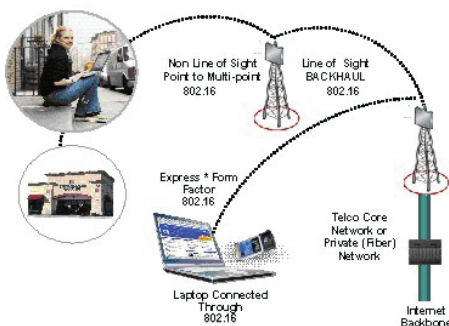 Non Line of Sight
Point to Multi-point
802.16
Line of Sight
BACKHAUL
802.16
Express * Form
Factor
802.16
Laptop Connected
Through
802.16
Telco Core
Network or
Private (Fiber)
Network
Internet
Backbone